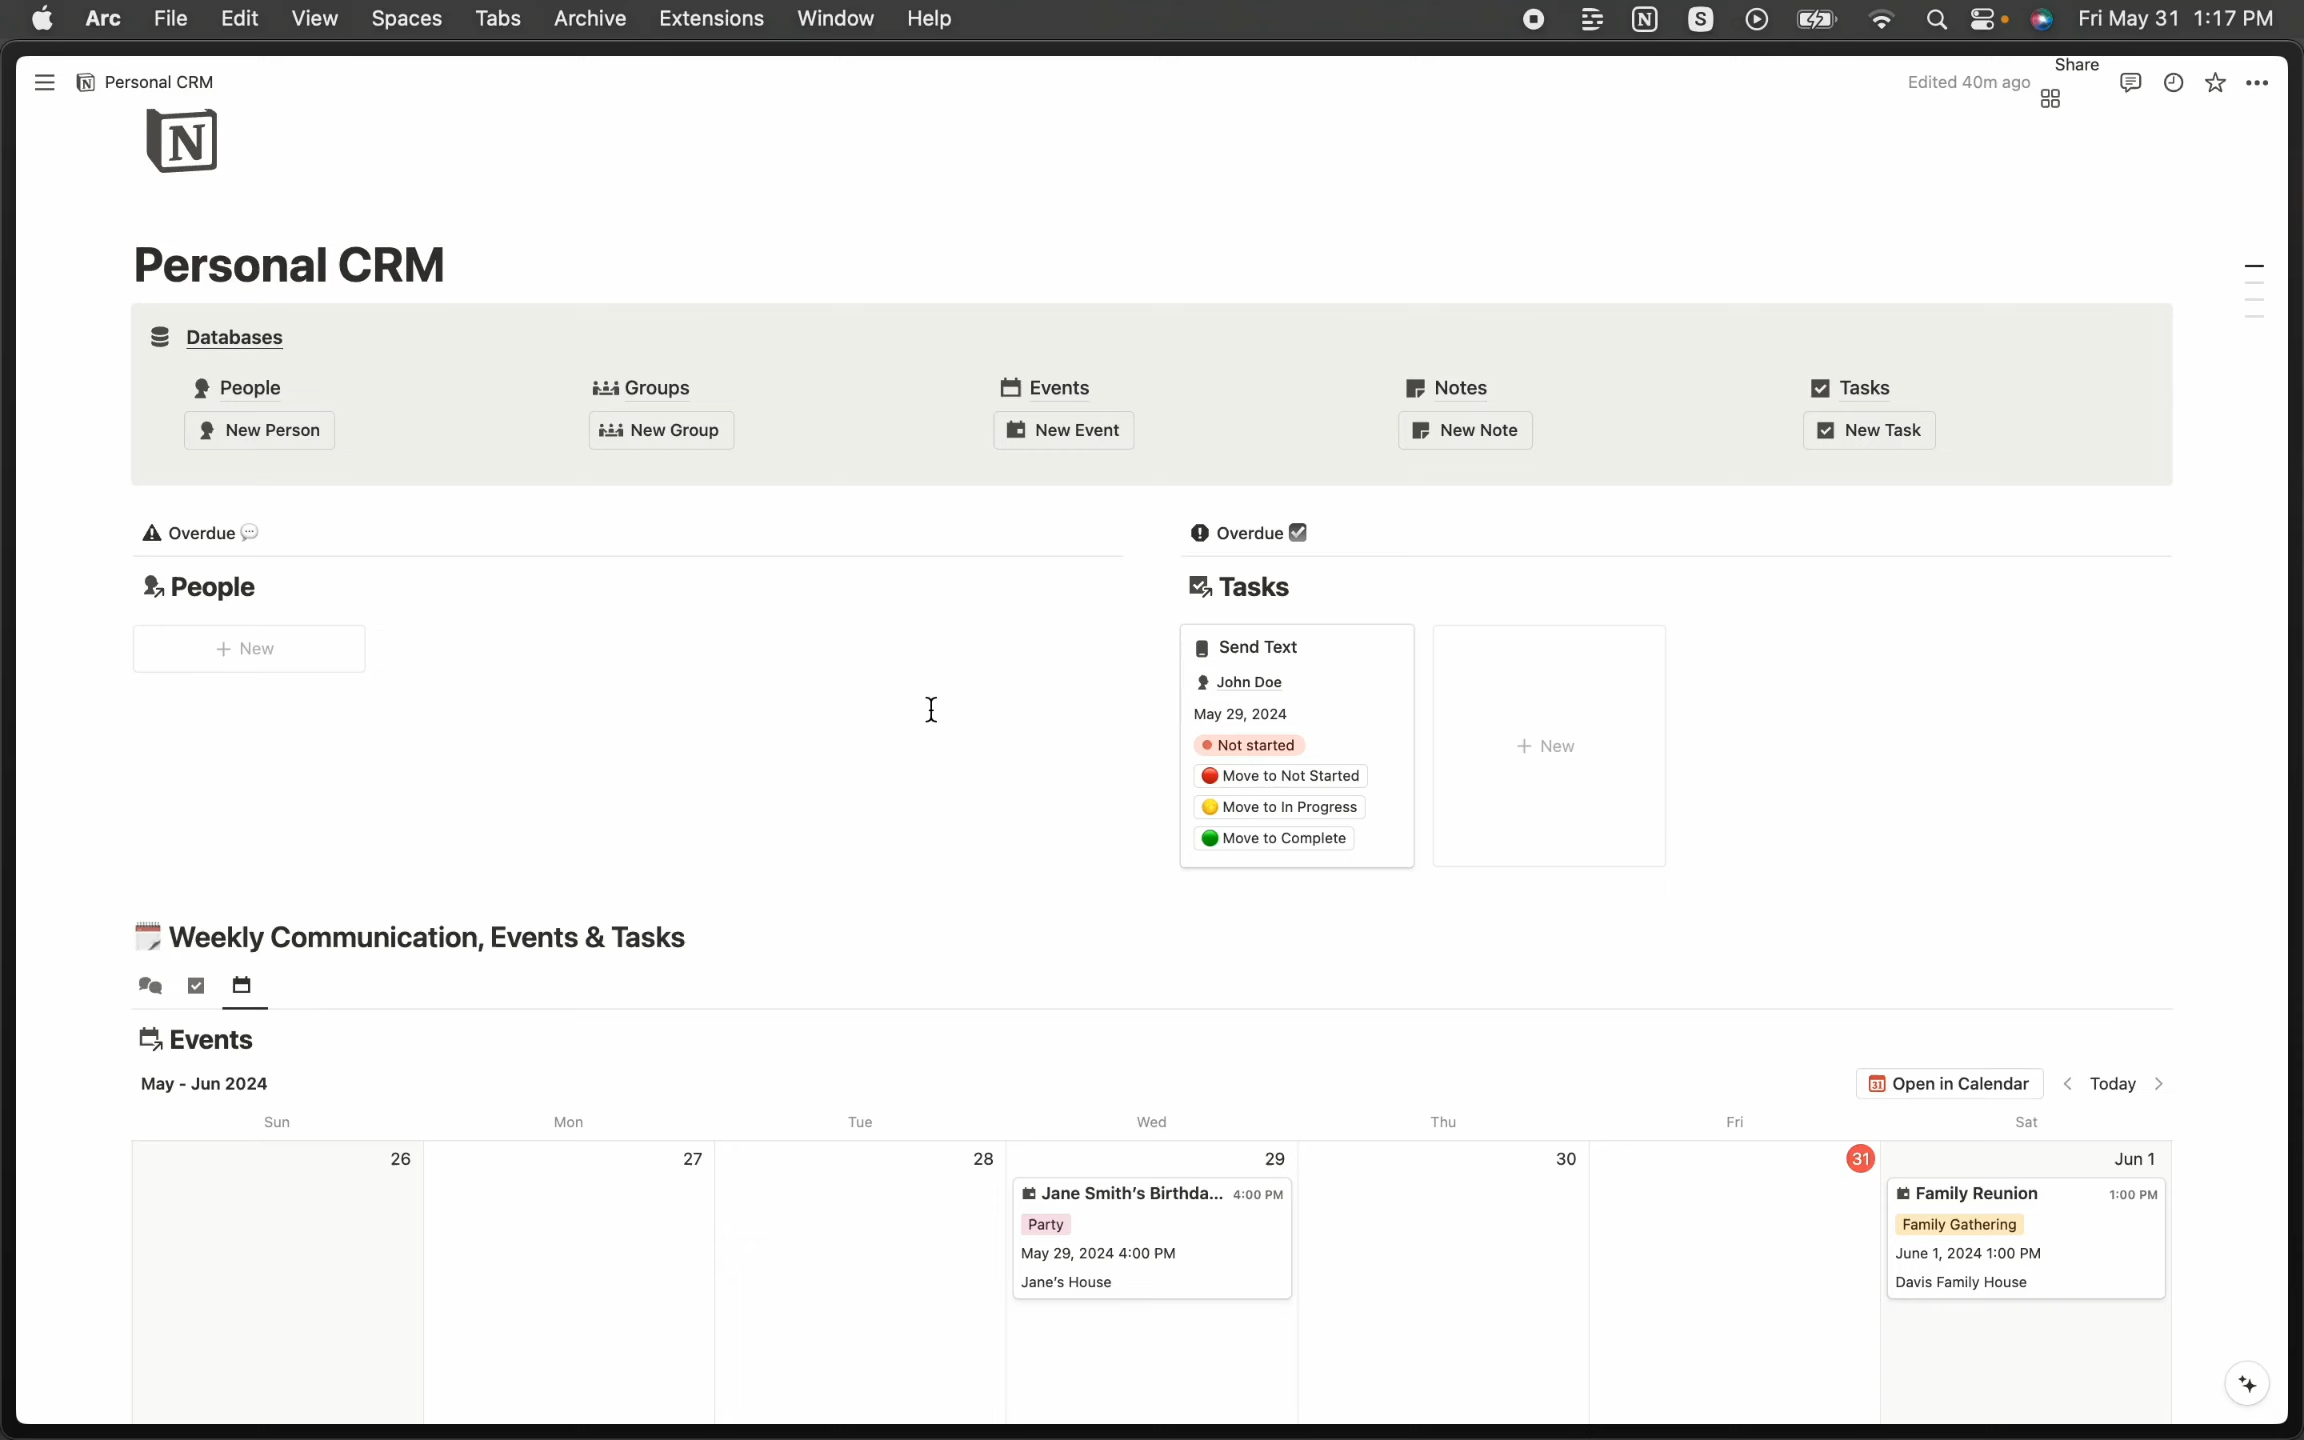 Arc File Edit View Spaces Tabs Archive Extensions Window Help N S Fri May 31 1:17 PM
Personal CRM Edited 40m ago Share
N
Personal CRM
Databases
People Groups Events Notes Tasks
New Person New Group New Event New Note New Task
Overdue
People
+ New
Overdue
Tasks
Send Text
John Doe
May 29, 2024
Not started
Move to Not Started
Move to In Progress
Move to Complete
+ New
Weekly Communication, Events & Tasks
Events
May - Jun 2024 31 Open in Calendar < Today >
Sun Mon Tue Wed Thu Fri Sat
26 27 28 29 30 31 Jun 1
Jane Smith's Birthda... 4:00 PM
Party
May 29, 2024 4:00 PM
Jane's House
Family Reunion 1:00 PM
Family Gathering
June 1, 2024 1:00 PM
Davis Family House